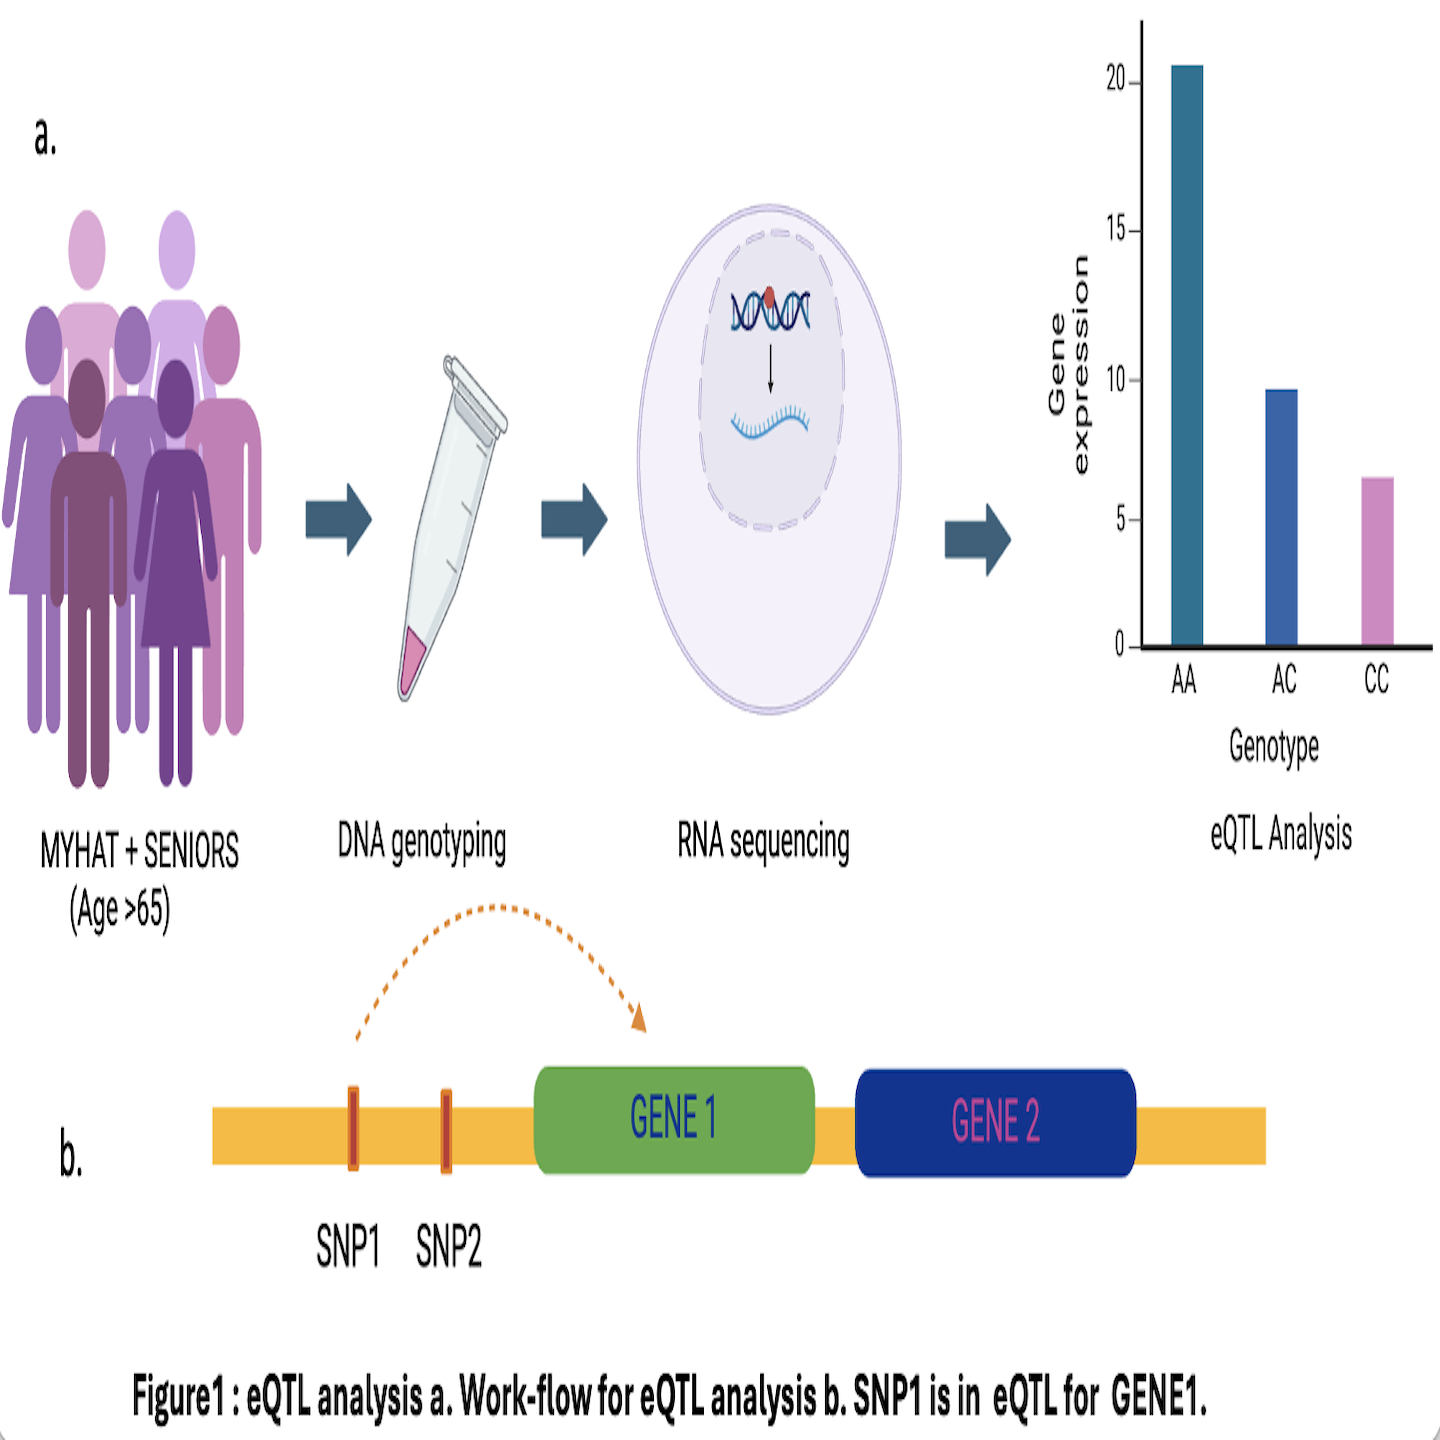 a.
MYHAT + SENIORS
(Age >65)
DNA genotyping
RNA sequencing
Gene
expression
20
15
10
5
0
AA AC CC
Genotype
eQTL Analysis
b.
GENE 1 GENE 2
SNP1 SNP2
Figure1 : eQTL analysis a. Work-flow for eQTL analysis b. SNP1 is in eQTL for GENE1.